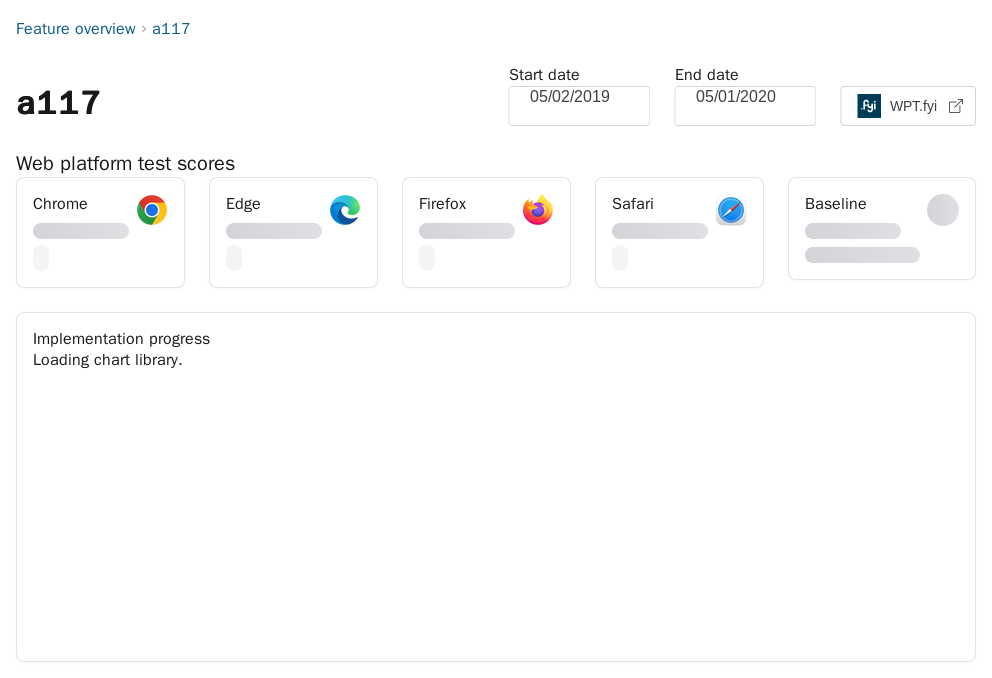 Feature overview › a117
a117
Start date
05/02/2019
End date
05/01/2020
.fyi WPT.fyi
Web platform test scores
Chrome
Edge
Firefox
Safari
Baseline
Implementation progress
Loading chart library.